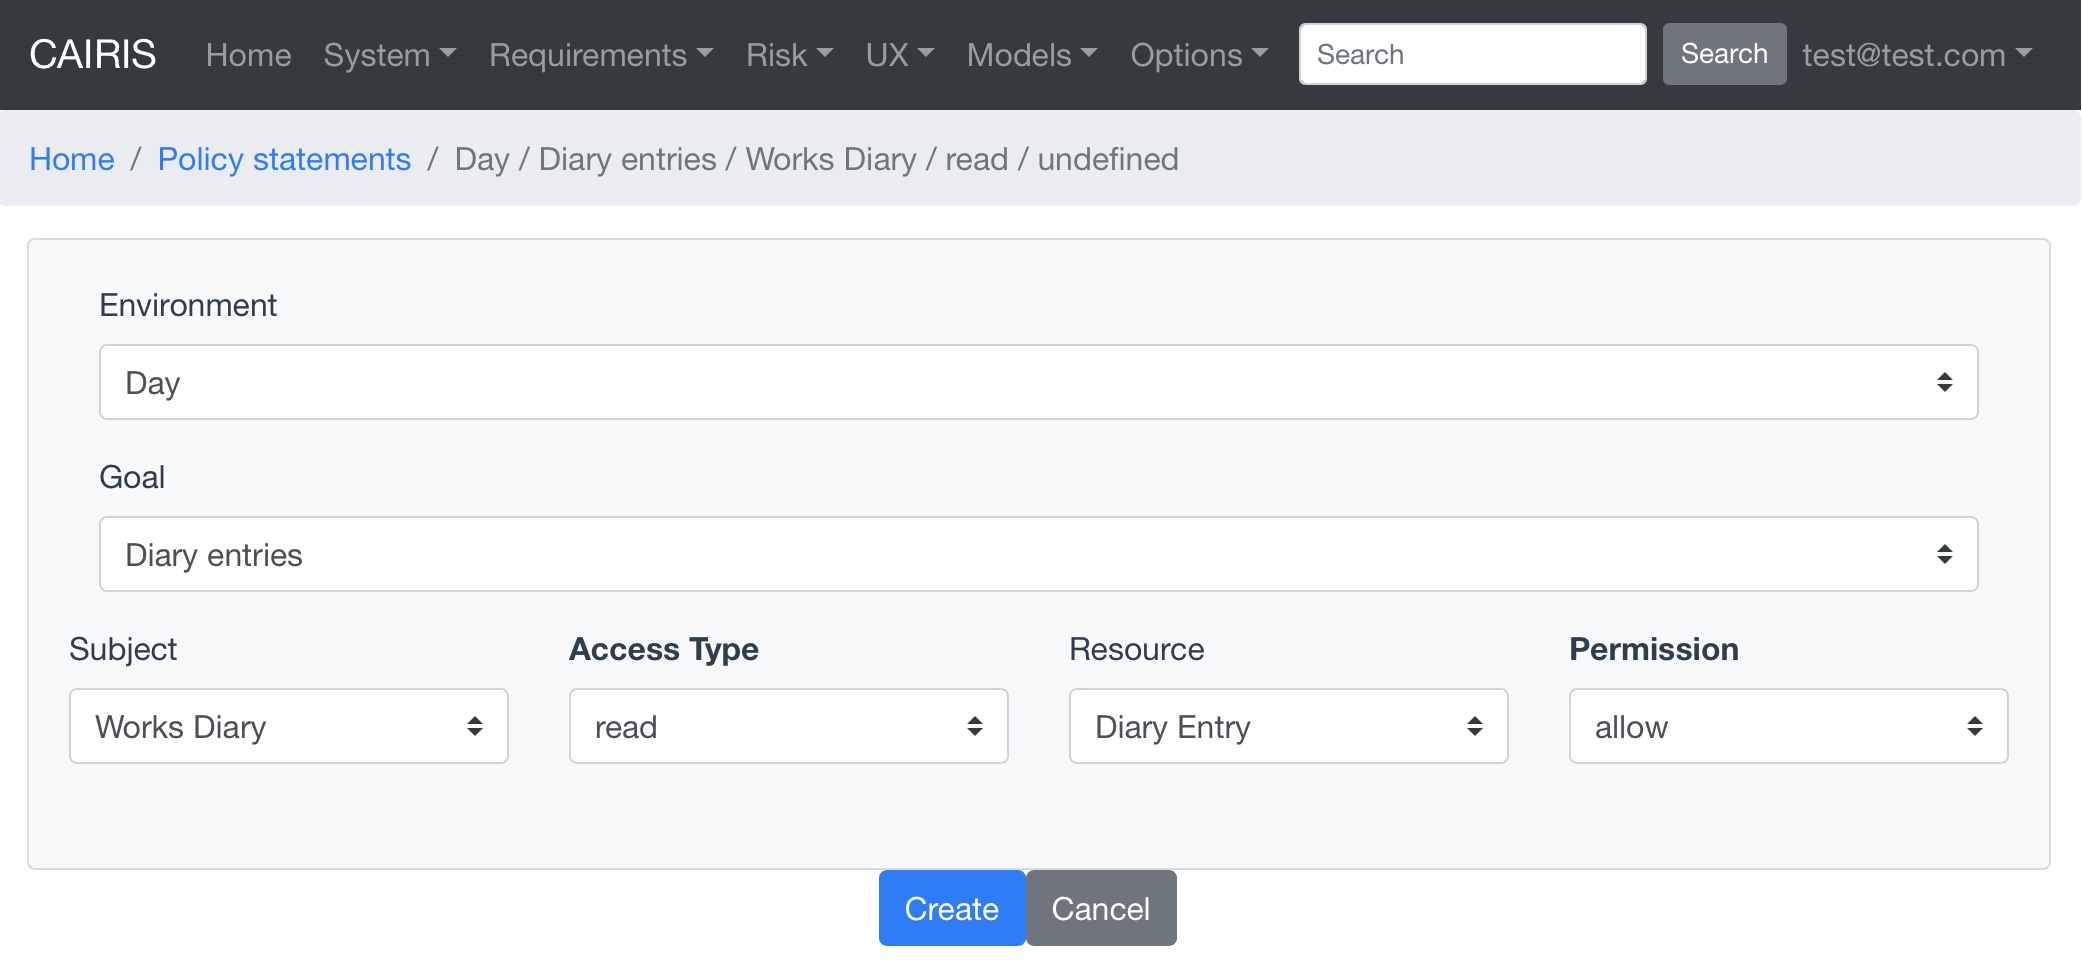 CAIRIS Home System Requirements Risk UX Models Options Search Search test@test.com
Home / Policy statements / Day / Diary entries / Works Diary / read / undefined
Environment
Day
Goal
Diary entries
Subject Access Type Resource Permission
Works Diary read Diary Entry allow
Create Cancel